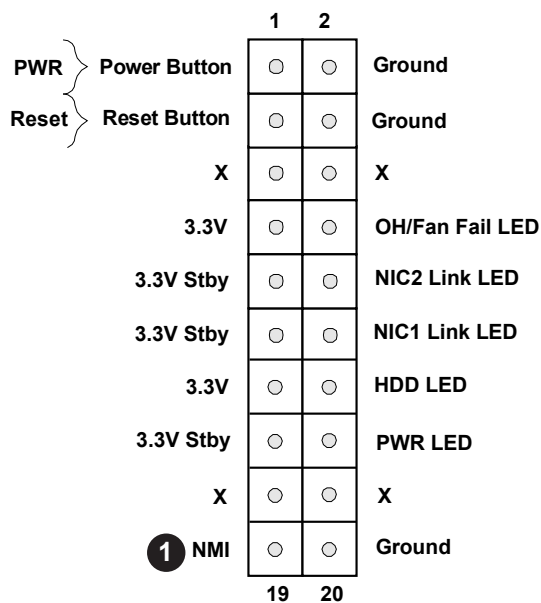 1 2
PWR Power Button Ground
Reset Reset Button Ground
X X
3.3V OH/Fan Fail LED
3.3V Stby NIC2 Link LED
3.3V Stby NIC1 Link LED
3.3V HDD LED
3.3V Stby PWR LED
X X
1 NMI Ground
19 20